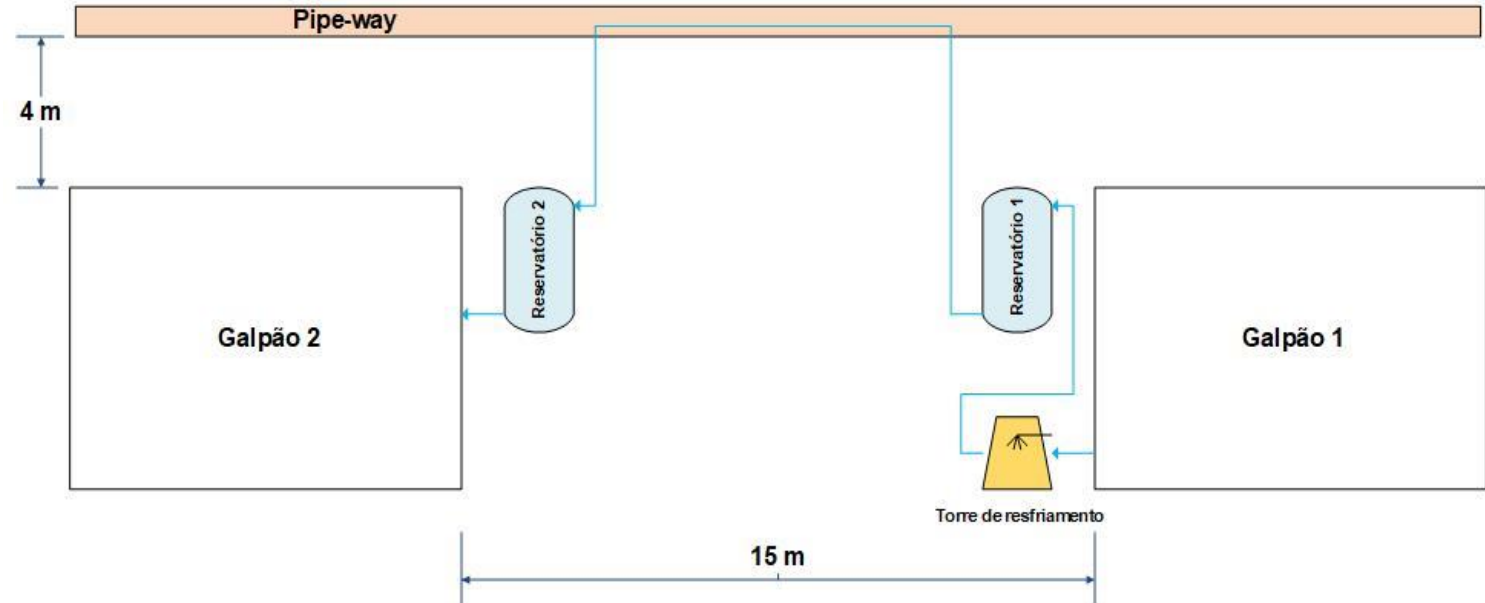 Pipe-way
4 m
Reservatório 2
Reservatório 1
Galpão 2
Galpão 1
Torre de resfriamento
15 m